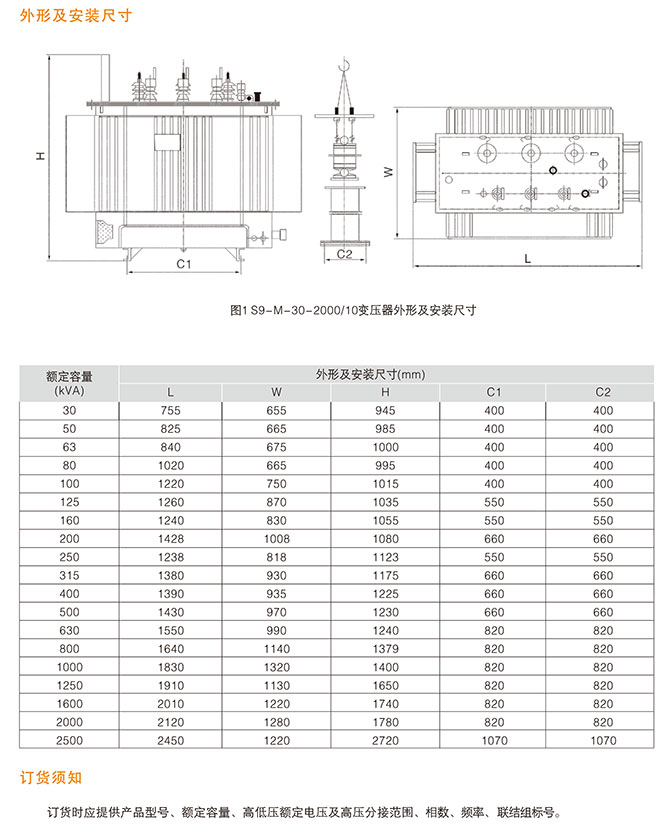 外形及安装尺寸
H
C1
C2
W
L
图1 S9-M-30-2000/10变压器外形及安装尺寸
额定容量 外形及安装尺寸(mm)
(kVA) L W H C1 C2
30 755 655 945 400 400
50 825 665 985 400 400
63 840 675 1000 400 400
80 1020 665 995 400 400
100 1220 750 1015 400 400
125 1260 870 1035 550 550
160 1240 830 1055 550 550
200 1428 1008 1080 660 660
250 1238 818 1123 550 550
315 1380 930 1175 660 660
400 1390 935 1225 660 660
500 1430 970 1230 660 660
630 1550 990 1240 820 820
800 1640 1140 1379 820 820
1000 1830 1320 1400 820 820
1250 1910 1130 1650 820 820
1600 2010 1220 1740 820 820
2000 2120 1280 1780 820 820
2500 2450 1220 2720 1070 1070
订货须知
订货时应提供产品型号、额定容量、高低压额定电压及高压分接范围、相数、频率、联结组标号。